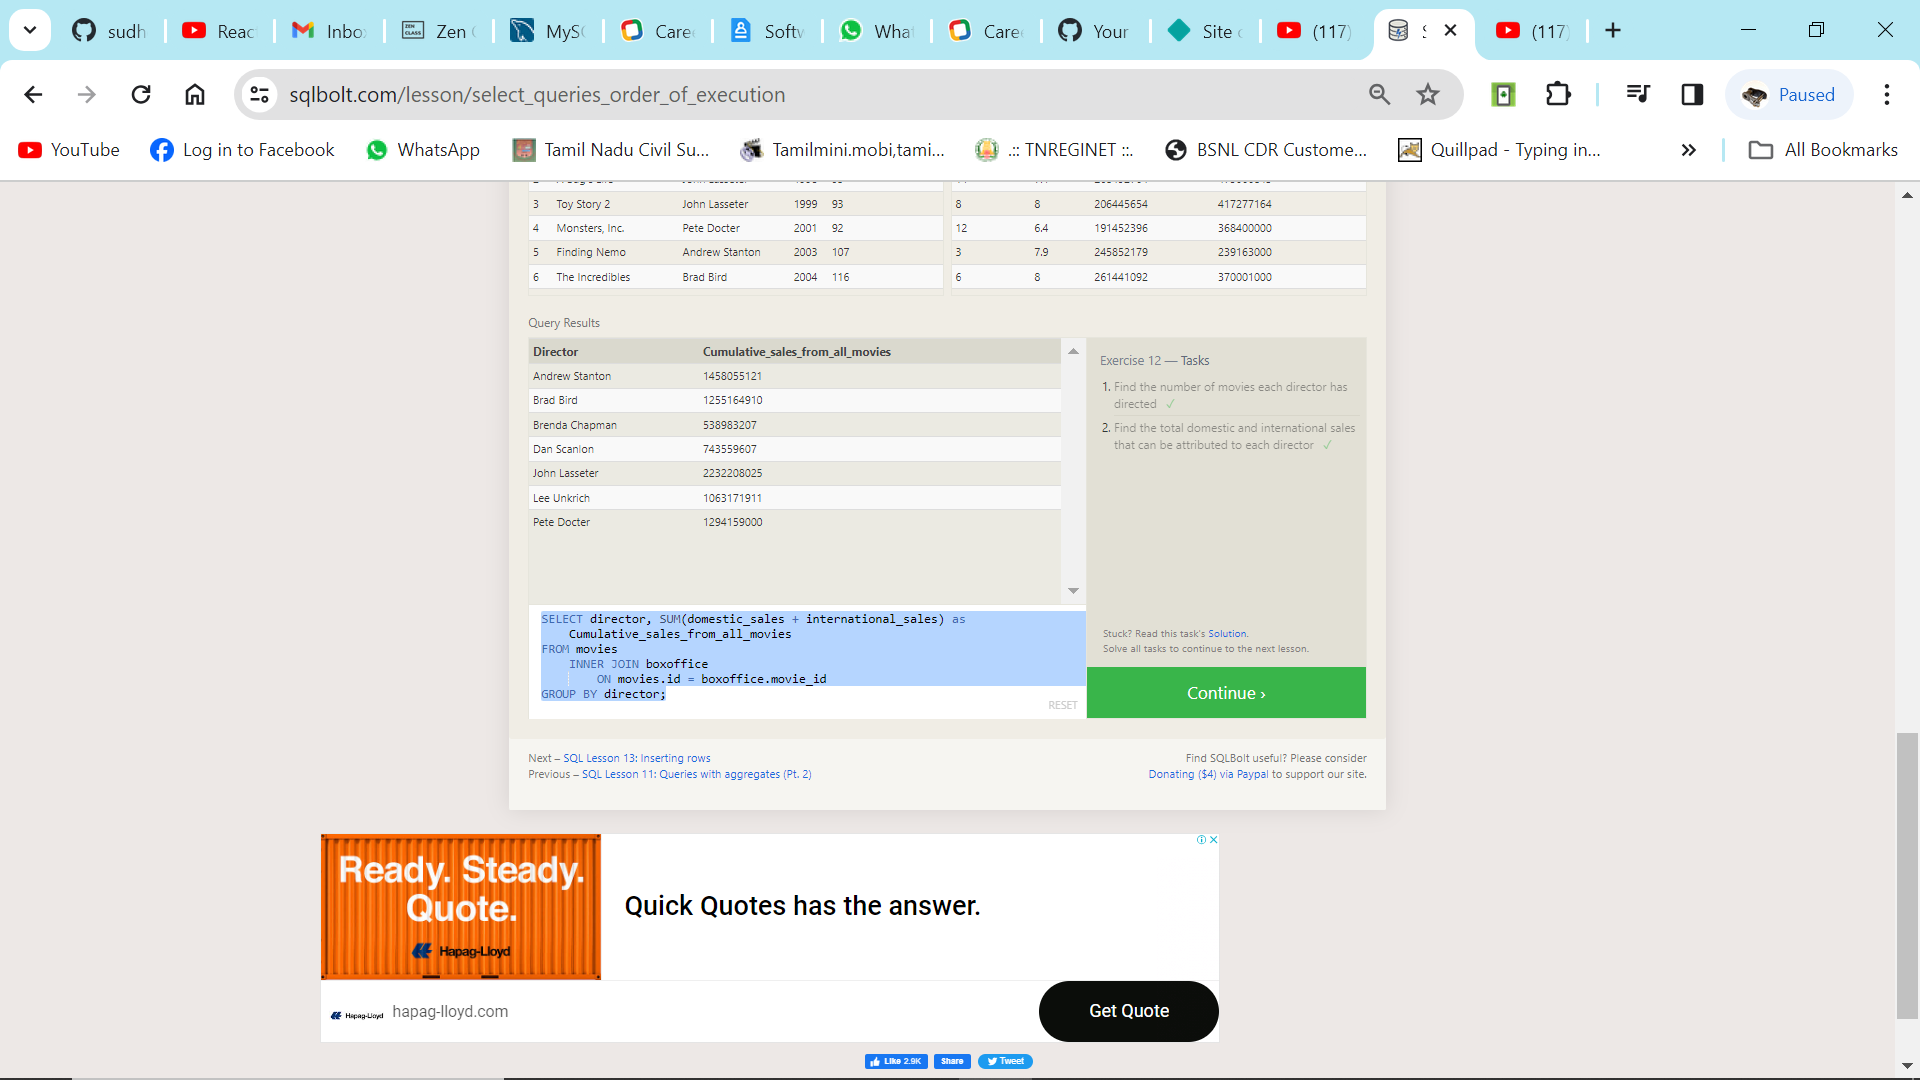 sudh
Reac
Inbo
Zen
MySC
Care
Softw
What
Care
Your
Site
(117)
S
(117)
sqlbolt.com/lesson/select_queries_order_of_execution
Paused
YouTube
Log in to Facebook
WhatsApp
Tamil Nadu Civil Su...
Tamilmini.mobi,tami...
.:: TNREGINET ::.
BSNL CDR Custome...
Quillpad - Typing in...
All Bookmarks
3 Toy Story 2 John Lasseter 1999 93
8 8 206445654 417277164
4 Monsters, Inc. Pete Docter 2001 92
12 6.4 191452396 368400000
5 Finding Nemo Andrew Stanton 2003 107
3 7.9 245852179 239163000
6 The Incredibles Brad Bird 2004 116
6 8 261441092 370001000
Query Results
Director Cumulative_sales_from_all_movies
Andrew Stanton 1458055121
Brad Bird 1255164910
Brenda Chapman 538983207
Dan Scanlon 743559607
John Lasseter 2232208025
Lee Unkrich 1063171911
Pete Docter 1294159000
Exercise 12 — Tasks
1. Find the number of movies each director has
directed ✓
2. Find the total domestic and international sales
that can be attributed to each director ✓
SELECT director, SUM(domestic_sales + international_sales) as
Cumulative_sales_from_all_movies
FROM movies
INNER JOIN boxoffice
ON movies.id = boxoffice.movie_id
GROUP BY director;
RESET
Stuck? Read this task's Solution.
Solve all tasks to continue to the next lesson.
Continue ›
Next – SQL Lesson 13: Inserting rows
Previous – SQL Lesson 11: Queries with aggregates (Pt. 2)
Find SQLBolt useful? Please consider
Donating ($4) via Paypal to support our site.
Ready. Steady.
Quote.
Hapag-Lloyd
Quick Quotes has the answer.
Hapag-Lloyd
hapag-lloyd.com
Get Quote
Like 2.9K
Share
Tweet